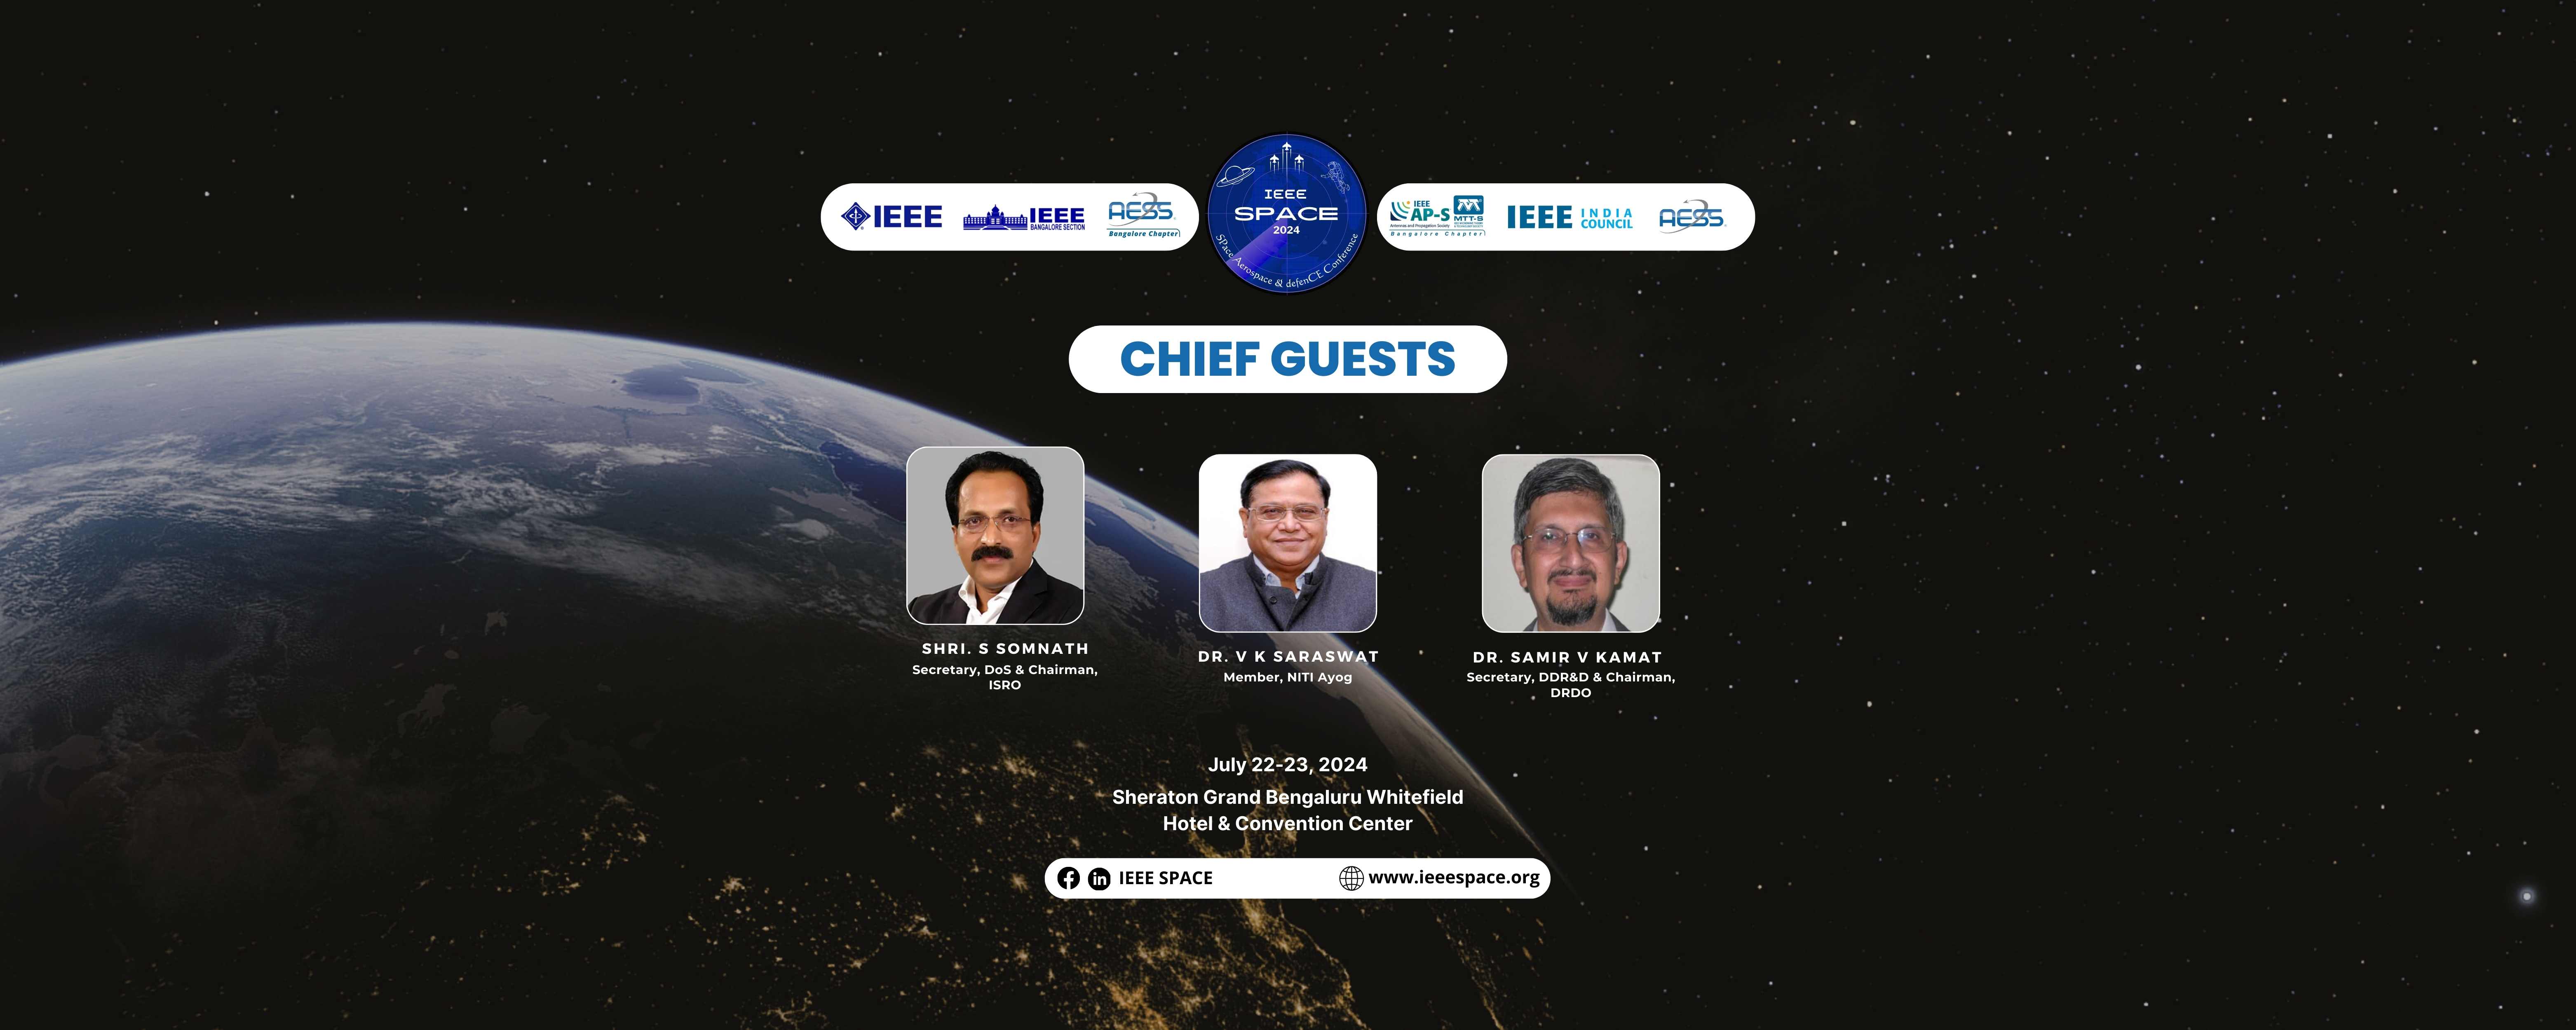 IEEE
IEEE
BANGALORE SECTION
AESS
Bangalore Chapter
IEEE
SPACE
2024
SPace Aerospace & defenCE Conference
IEEE
AP-S
Antennas and Propagation Society
MTT-S
Bangalore Chapter
IEEE INDIA
COUNCIL
AESS
CHIEF GUESTS
SHRI. S SOMNATH
Secretary, DoS & Chairman,
ISRO
DR. V K SARASWAT
Member, NITI Ayog
DR. SAMIR V KAMAT
Secretary, DDR&D & Chairman,
DRDO
July 22-23, 2024
Sheraton Grand Bengaluru Whitefield
Hotel & Convention Center
IEEE SPACE
www.ieeespace.org